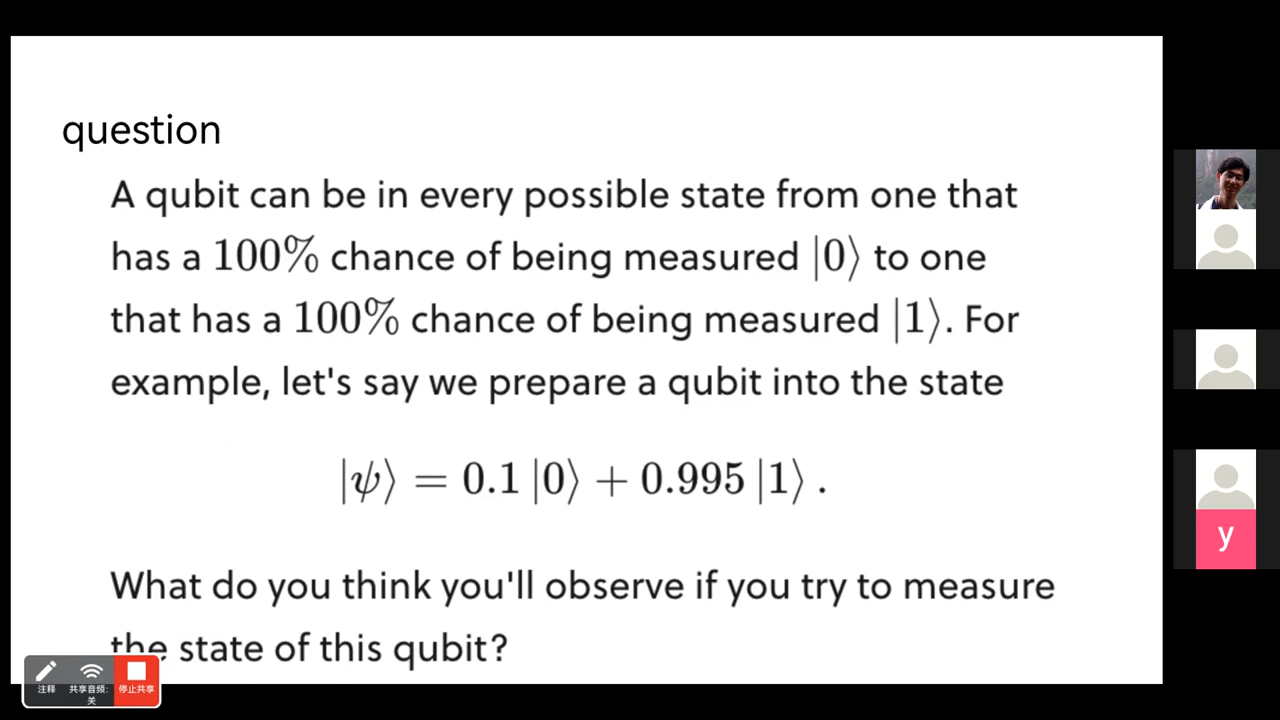 question
A qubit can be in every possible state from one that
has a 100% chance of being measured |0⟩ to one
that has a 100% chance of being measured |1⟩. For
example, let's say we prepare a qubit into the state
|ψ⟩ = 0.1 |0⟩ + 0.995 |1⟩ .
What do you think you'll observe if you try to measure
the state of this qubit?
y
注释
共享音频:
关
停止共享